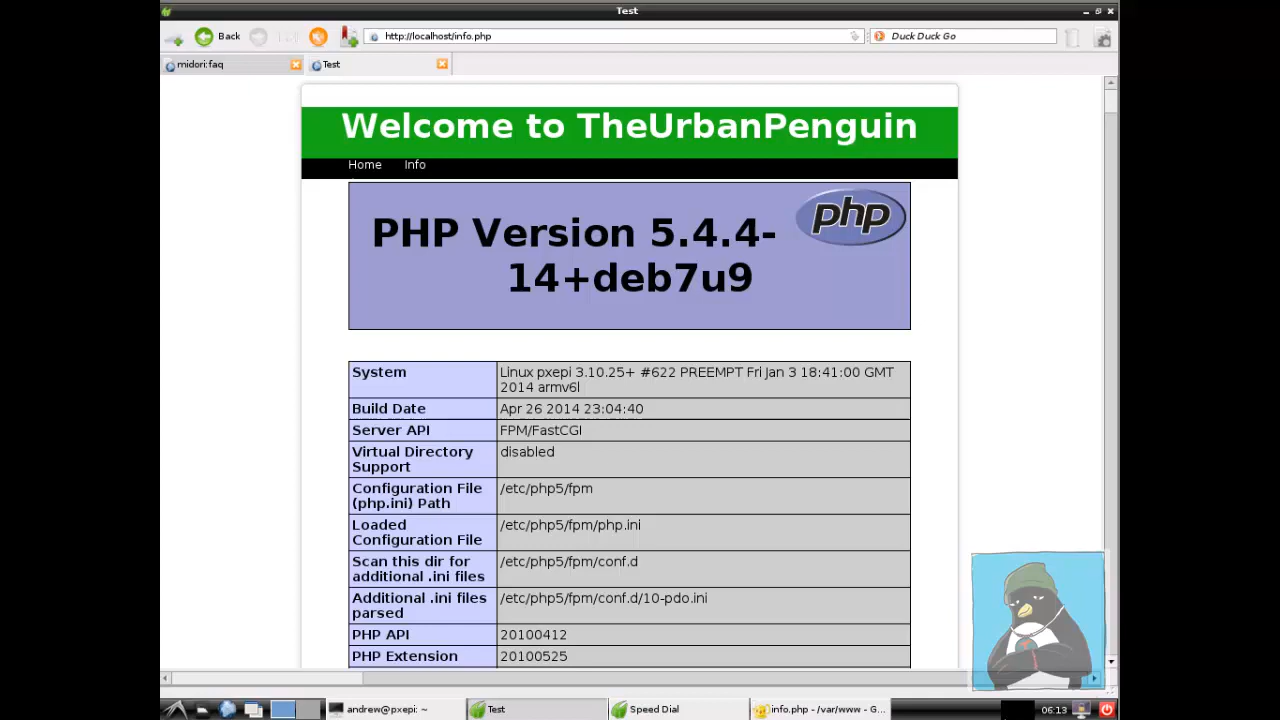 Test
Back
http://localhost/info.php
Duck Duck Go
midori:faq
Test
Welcome to TheUrbanPenguin
Home Info
PHP Version 5.4.4-
14+deb7u9
php
System
Linux pxepi 3.10.25+ #622 PREEMPT Fri Jan 3 18:41:00 GMT
2014 armv6l
Build Date
Apr 26 2014 23:04:40
Server API
FPM/FastCGI
Virtual Directory
Support
disabled
Configuration File
(php.ini) Path
/etc/php5/fpm
Loaded
Configuration File
/etc/php5/fpm/php.ini
Scan this dir for
additional .ini files
/etc/php5/fpm/conf.d
Additional .ini files
parsed
/etc/php5/fpm/conf.d/10-pdo.ini
PHP API
20100412
PHP Extension
20100525
andrew@pxepi: ~
Test
Speed Dial
info.php - /var/www - G...
06:13